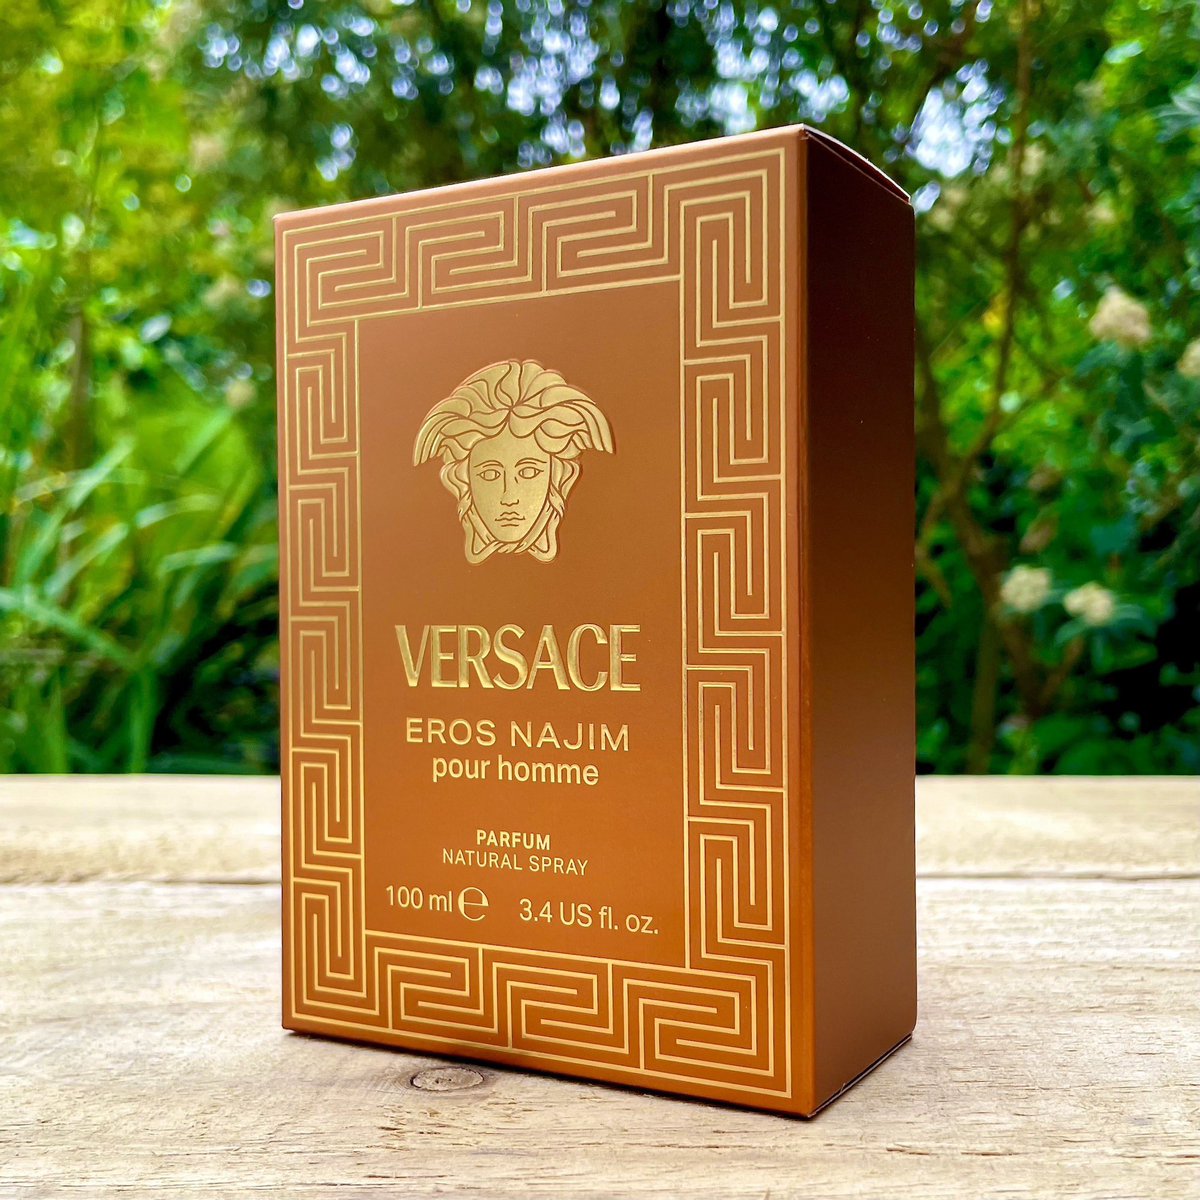 VERSACE
EROS NAJIM
pour homme
PARFUM
NATURAL SPRAY
100 ml ℮ 3.4 US fl. oz.